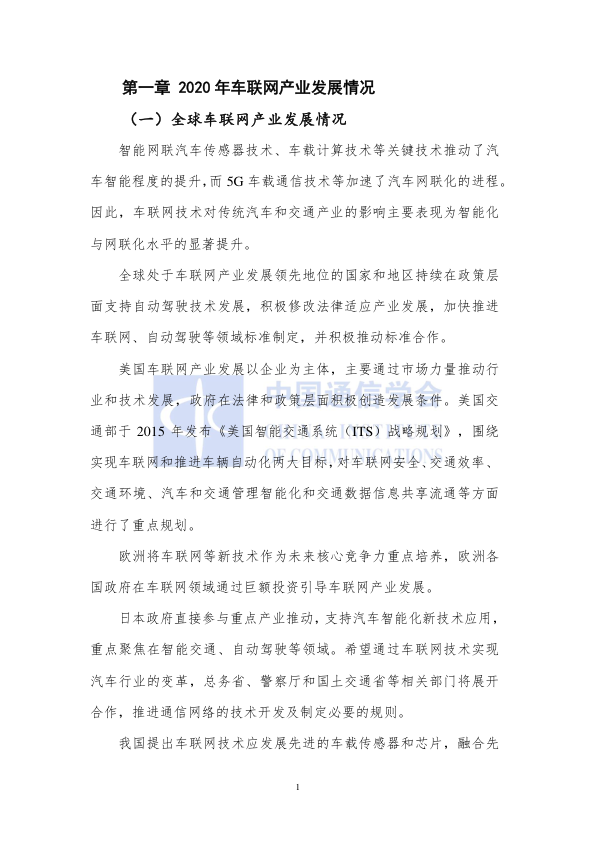 第一章 2020 年车联网产业发展情况
（一）全球车联网产业发展情况
智能网联汽车传感器技术、车载计算技术等关键技术推动了汽
车智能程度的提升，而 5G 车载通信技术等加速了汽车网联化的进程。
因此，车联网技术对传统汽车和交通产业的影响主要表现为智能化
与网联化水平的显著提升。
全球处于车联网产业发展领先地位的国家和地区持续在政策层
面支持自动驾驶技术发展，积极修改法律适应产业发展，加快推进
车联网、自动驾驶等领域标准制定，并积极推动标准合作。
美国车联网产业发展以企业为主体，主要通过市场力量推动行
业和技术发展，政府在法律和政策层面积极创造发展条件。美国交
通部于 2015 年发布《美国智能交通系统（ITS）战略规划》，围绕
实现车联网和推进车辆自动化两大目标，对车联网安全、交通效率、
交通环境、汽车和交通管理智能化和交通数据信息共享流通等方面
进行了重点规划。
欧洲将车联网等新技术作为未来核心竞争力重点培养，欧洲各
国政府在车联网领域通过巨额投资引导车联网产业发展。
日本政府直接参与重点产业推动，支持汽车智能化新技术应用，
重点聚焦在智能交通、自动驾驶等领域。希望通过车联网技术实现
汽车行业的变革，总务省、警察厅和国土交通省等相关部门将展开
合作，推进通信网络的技术开发及制定必要的规则。
我国提出车联网技术应发展先进的车载传感器和芯片，融合先
中国通信学会
OF COMMUNICATIONS
1